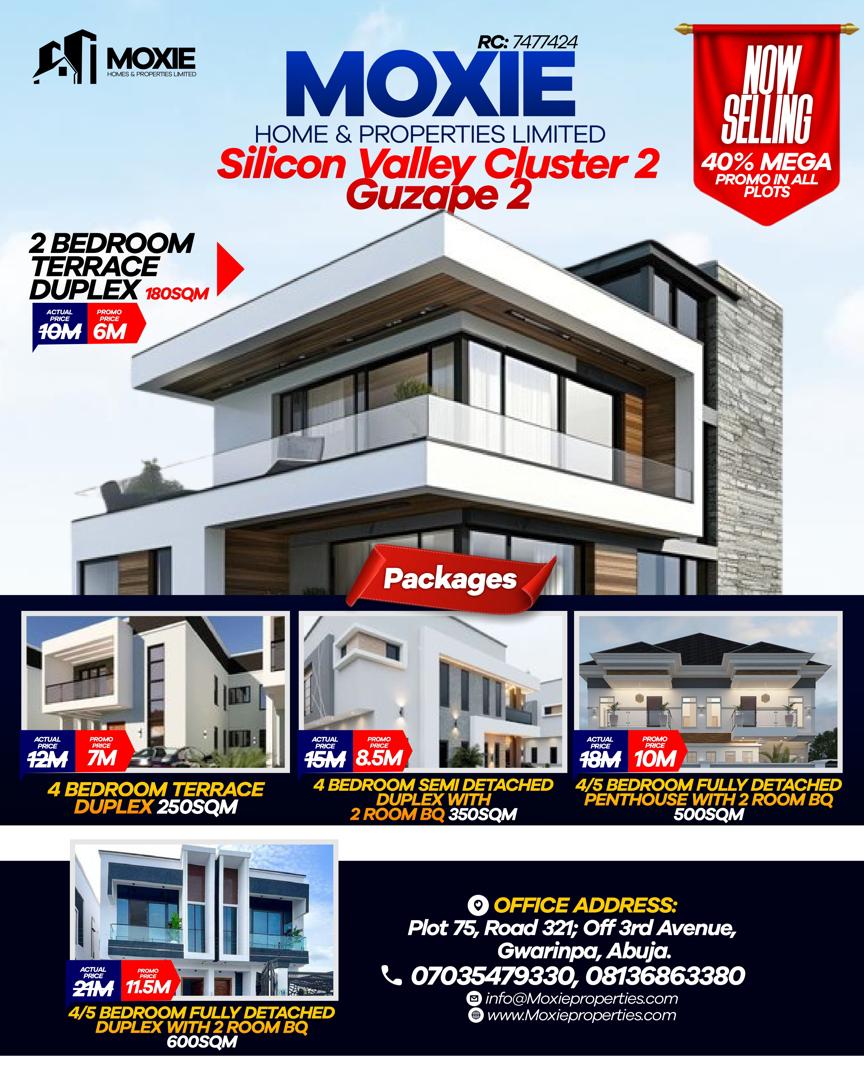 MOXIE
HOMES & PROPERTIES LIMITED
RC: 7477424
MOXIE
HOME & PROPERTIES LIMITED
Silicon Valley Cluster 2
Guzape 2
NOW
SELLING
40% MEGA
PROMO IN ALL
PLOTS
2 BEDROOM
TERRACE
DUPLEX 180SQM
ACTUAL
PRICE
10M
PROMO
PRICE
6M
Packages
ACTUAL
PRICE
12M
PROMO
PRICE
7M
4 BEDROOM TERRACE
DUPLEX 250SQM
ACTUAL
PRICE
15M
PROMO
PRICE
8.5M
4 BEDROOM SEMI DETACHED
DUPLEX WITH
2 ROOM BQ 350SQM
ACTUAL
PRICE
18M
PROMO
PRICE
10M
4/5 BEDROOM FULLY DETACHED
PENTHOUSE WITH 2 ROOM BQ
500SQM
ACTUAL
PRICE
21M
PROMO
PRICE
11.5M
4/5 BEDROOM FULLY DETACHED
DUPLEX WITH 2 ROOM BQ
600SQM
OFFICE ADDRESS:
Plot 75, Road 321; Off 3rd Avenue,
Gwarinpa, Abuja.
07035479330, 08136863380
info@Moxieproperties.com
www.Moxieproperties.com